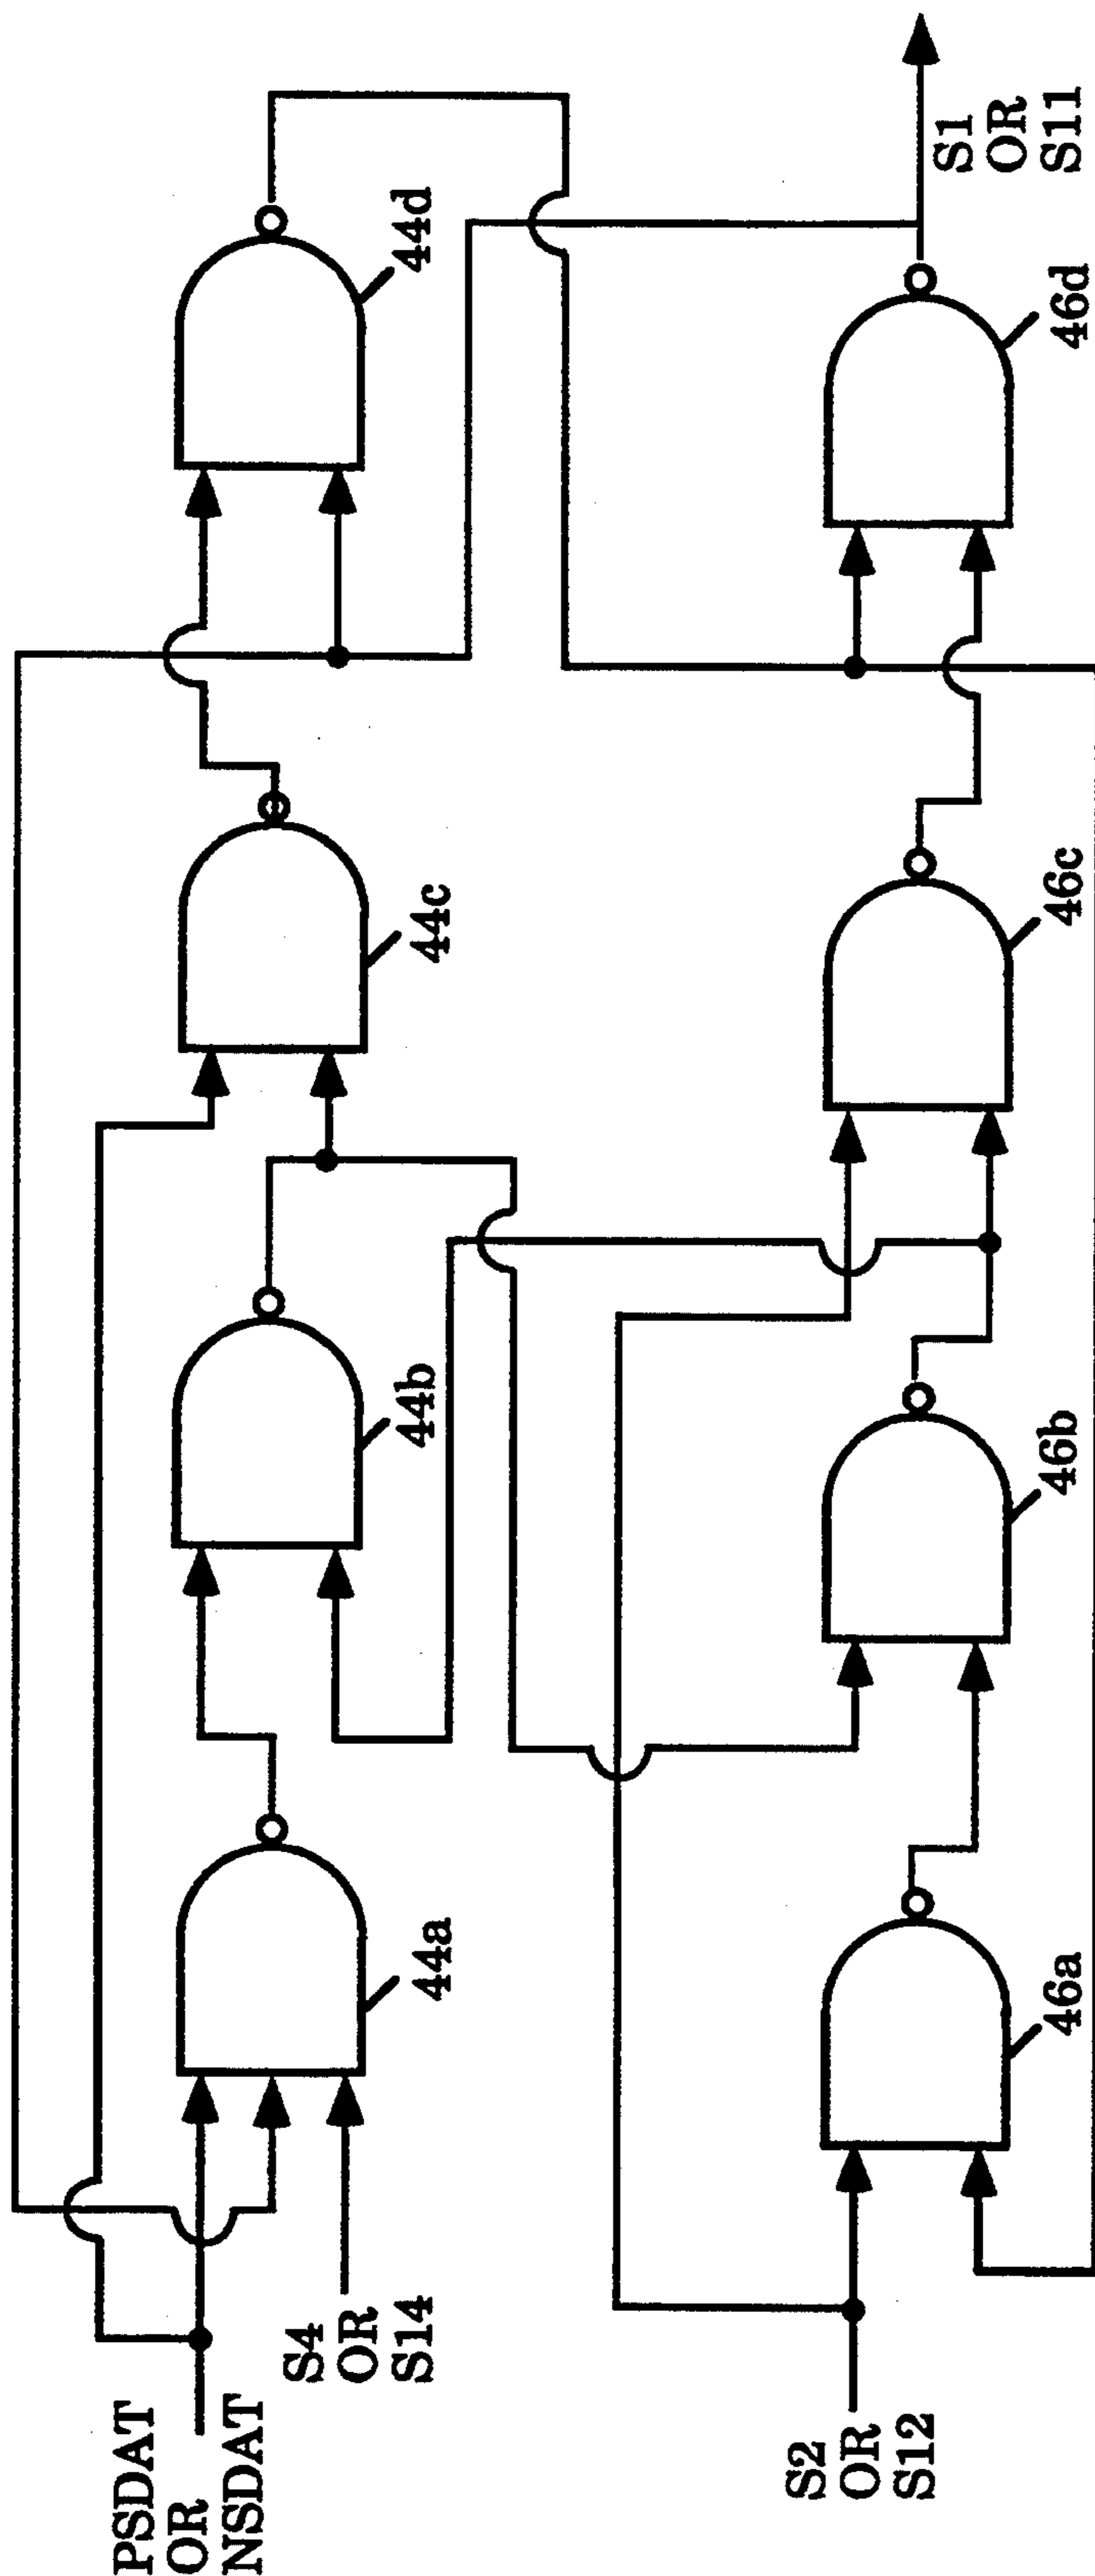 PSDAT
OR
NSDAT
S4
OR
S14
44a
44b
44c
44d
S2
OR
S12
46a
46b
46c
46d
S1
OR
S11